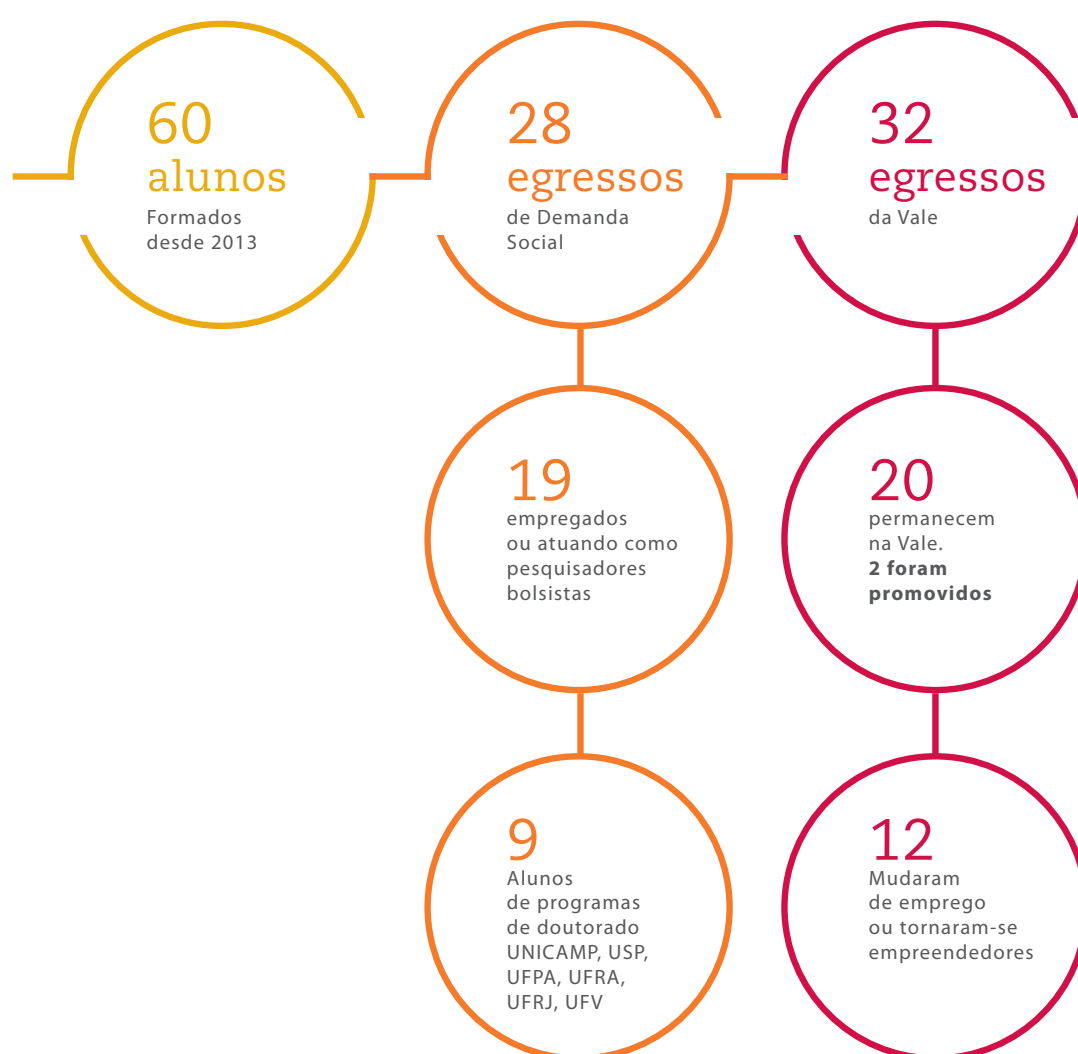 60
alunos
Formados
desde 2013
28
egressos
de Demanda
Social
32
egressos
da Vale
19
empregados
ou atuando como
pesquisadores
bolsistas
20
permanecem
na Vale.
2 foram
promovidos
9
Alunos
de programas
de doutorado
UNICAMP, USP,
UFPA, UFRA,
UFRJ, UFV
12
Mudaram
de emprego
ou tornaram-se
empreendedores